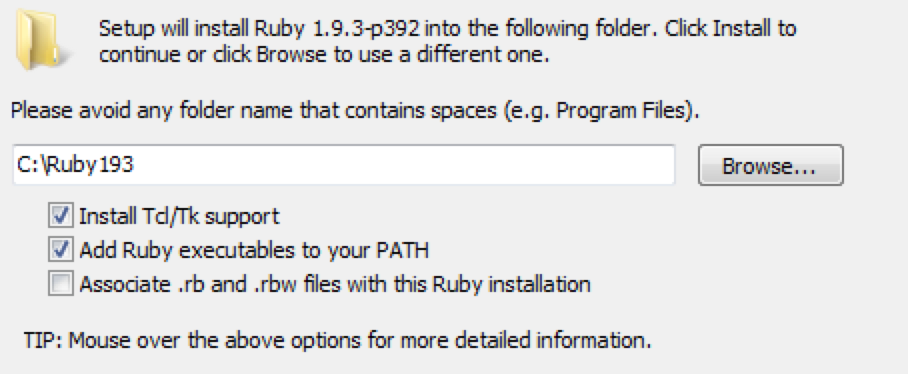 Setup will install Ruby 1.9.3-p392 into the following folder. Click Install to
continue or click Browse to use a different one.
Please avoid any folder name that contains spaces (e.g. Program Files).
C:\Ruby193
Browse...
Install Tcl/Tk support
Add Ruby executables to your PATH
Associate .rb and .rbw files with this Ruby installation
TIP: Mouse over the above options for more detailed information.